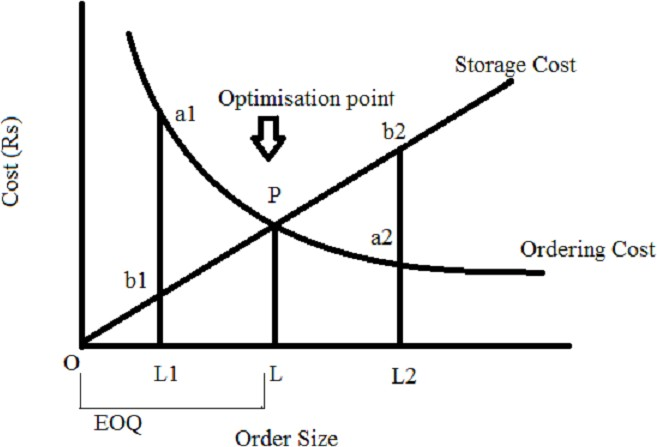 Storage Cost
Optimisation point
a1
b2
Cost (Rs)
P
a2
Ordering Cost
b1
O
L1
L
L2
EOQ
Order Size